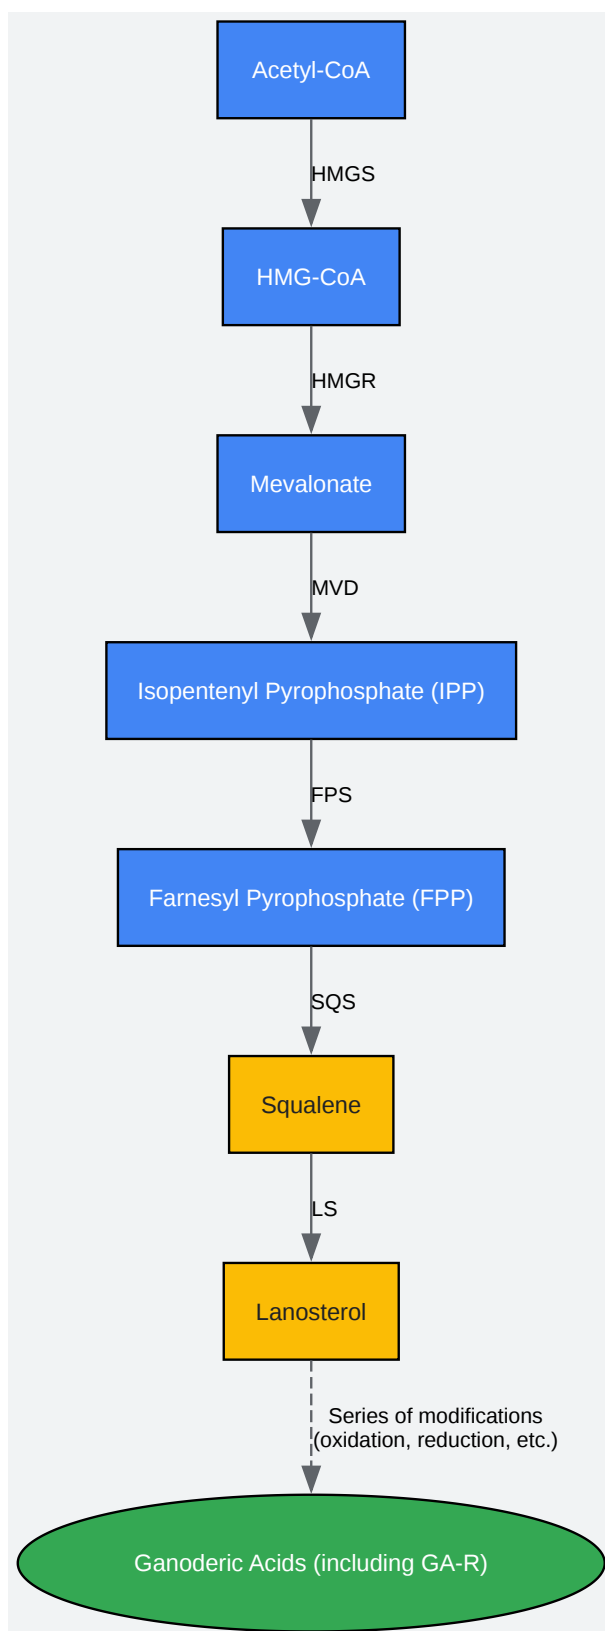 Acetyl-CoA
HMGS
HMG-CoA
HMGR
Mevalonate
MVD
Isopentenyl Pyrophosphate (IPP)
FPS
Farnesyl Pyrophosphate (FPP)
SQS
Squalene
LS
Lanosterol
Series of modifications
(oxidation, reduction, etc.)
Ganoderic Acids (including GA-R)